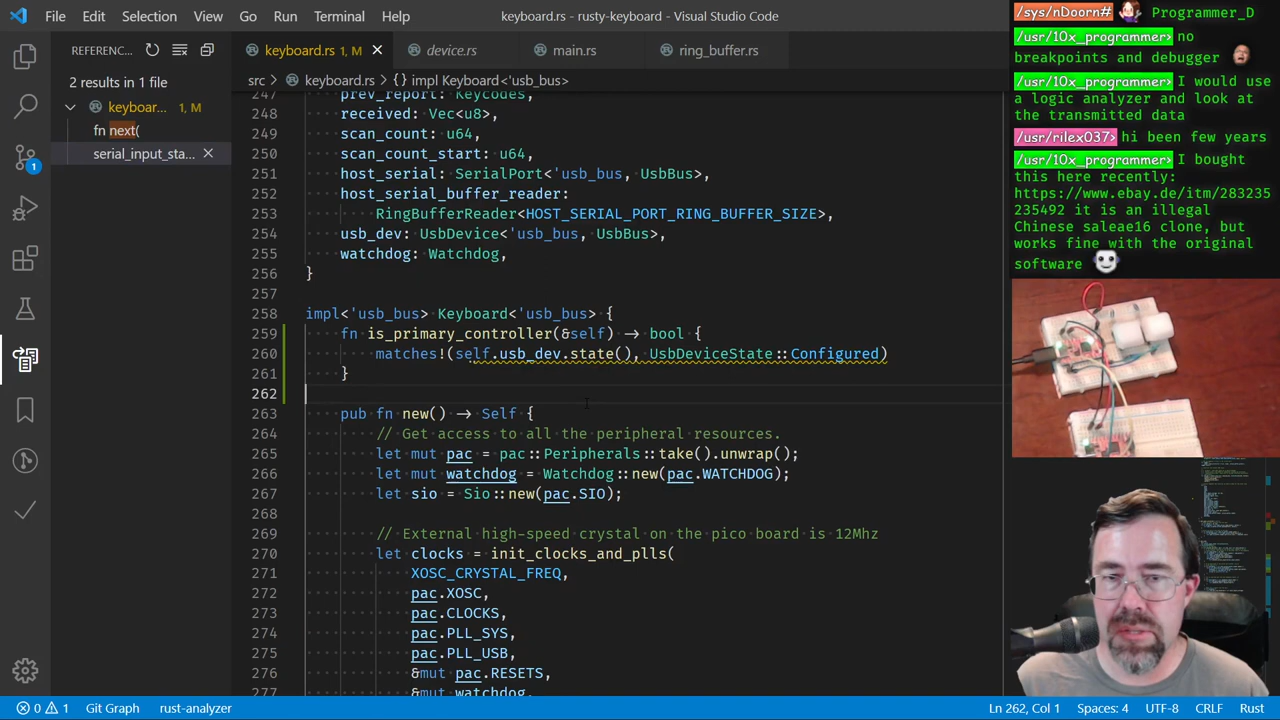 File Edit Selection View Go Run Terminal Help
keyboard.rs - rusty-keyboard - Visual Studio Code
REFERENC...
2 results in 1 file
keyboar... 1, M
fn next(
serial_input_sta...
1
keyboard.rs 1, M
device
main.rs
ring_buffer.rs
src > keyboard.rs > {} impl Keyboard<'usb_bus>
247 prev_report: Keycodes,
248 received: Vec<u8>,
249 scan_count: u64,
250 scan_count_start: u64,
251 host_serial: SerialPort<'usb_bus, UsbBus>,
252 host_serial_buffer_reader:
253 RingBufferReader<HOST_SERIAL_PORT_RING_BUFFER_SIZE>,
254 usb_dev: UsbDevice<'usb_bus, UsbBus>,
255 watchdog: Watchdog,
256 }
257
258 impl<'usb_bus> Keyboard<'usb_bus> {
259 fn is_primary_controller(&self) -> bool {
260 matches!(self.usb_dev.state(), UsbDeviceState::Configured)
261 }
262
263 pub fn new() -> Self {
264 // Get access to all the peripheral resources.
265 let mut pac = pac::Peripherals::take().unwrap();
266 let mut watchdog = Watchdog::new(pac.WATCHDOG);
267 let sio = Sio::new(pac.SIO);
268
269 // External high-speed crystal on the pico board is 12Mhz
270 let clocks = init_clocks_and_plls(
271 XOSC_CRYSTAL_FREQ,
272 pac.XOSC,
273 pac.CLOCKS,
274 pac.PLL_SYS,
275 pac.PLL_USB,
276 &mut pac.RESETS,
277 &mut watchdog,
/sys/nDoorn# Programmer_D
/usr/10x_programmer> no
breakpoints and debugger
/usr/10x_programmer> I would use
a logic analyzer and look at
the transmitted data
/usr/rilex037> hi been few years
/usr/10x_programmer> I bought
this here recently:
https://www.ebay.de/itm/283235
235492 it is an illegal
Chinese saleae16 clone, but
works fine with the original
software
0 1 Git Graph rust-analyzer
Ln 262, Col 1 Spaces: 4 UTF-8 CRLF Rust